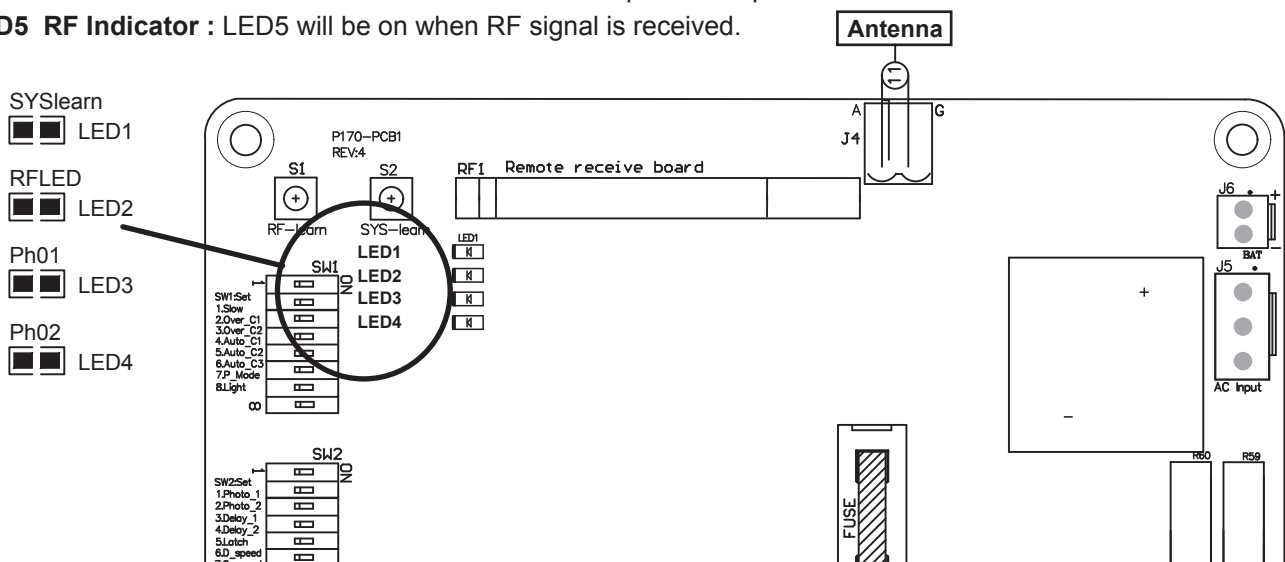 D5 RF Indicator : LED5 will be on when RF signal is received.
Antenna
11
SYSlearn
LED1
RFLED
LED2
Ph01
LED3
Ph02
LED4
P170-PCB1
REV:4
S1
S2
RF-learn
SYS-learn
RF1 Remote receive board
A
G
J4
J6
+
-
BAT
J5
AC Input
+
-
LED1
LED1
LED2
LED3
LED4
SW1
1
ON
SW1:Set
1.Slow
2.Over_C1
3.Over_C2
4.Auto_C1
5.Auto_C2
6.Auto_C3
7.P_Mode
8.Light
8
SW2
1
ON
SW2:Set
1.Photo_1
2.Photo_2
3.Delay_1
4.Delay_2
5.Latch
6.D_speed
FUSE
R60
R59